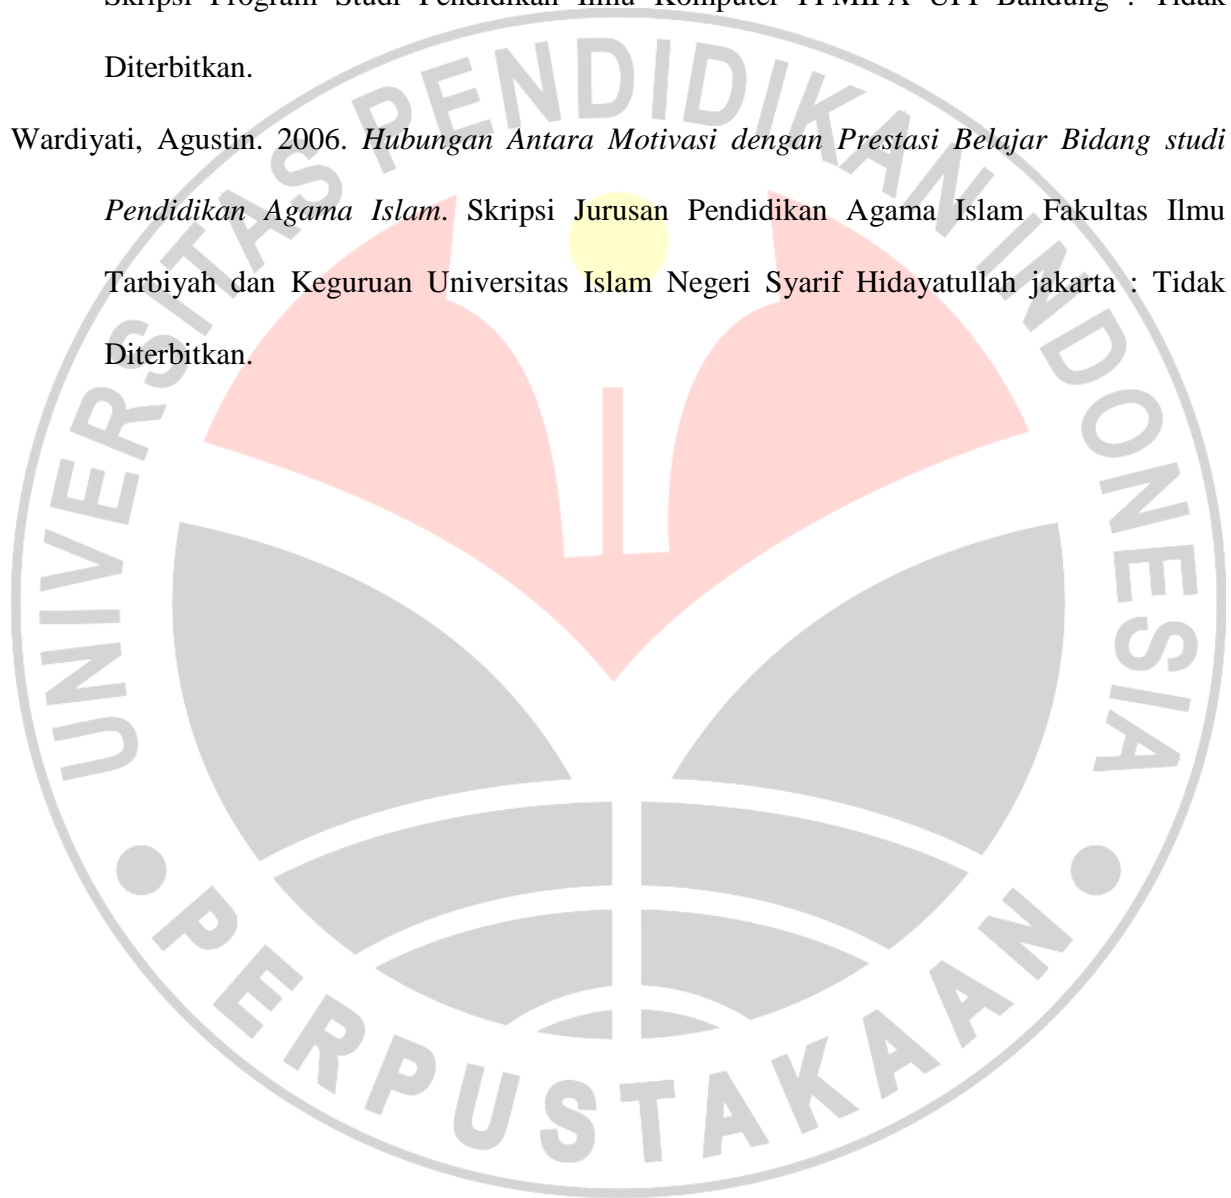 Skripsi Program Studi Pendidikan Ilmu Komputer FPMIPA UPI Bandung : Tidak
Diterbitkan.
Wardiyati, Agustin. 2006. Hubungan Antara Motivasi dengan Prestasi Belajar Bidang studi
Pendidikan Agama Islam. Skripsi Jurusan Pendidikan Agama Islam Fakultas Ilmu
Tarbiyah dan Keguruan Universitas Islam Negeri Syarif Hidayatullah jakarta : Tidak
Diterbitkan.
UNIVERSITAS PENDIDIKAN INDONESIA
PERPUSTAKAAN